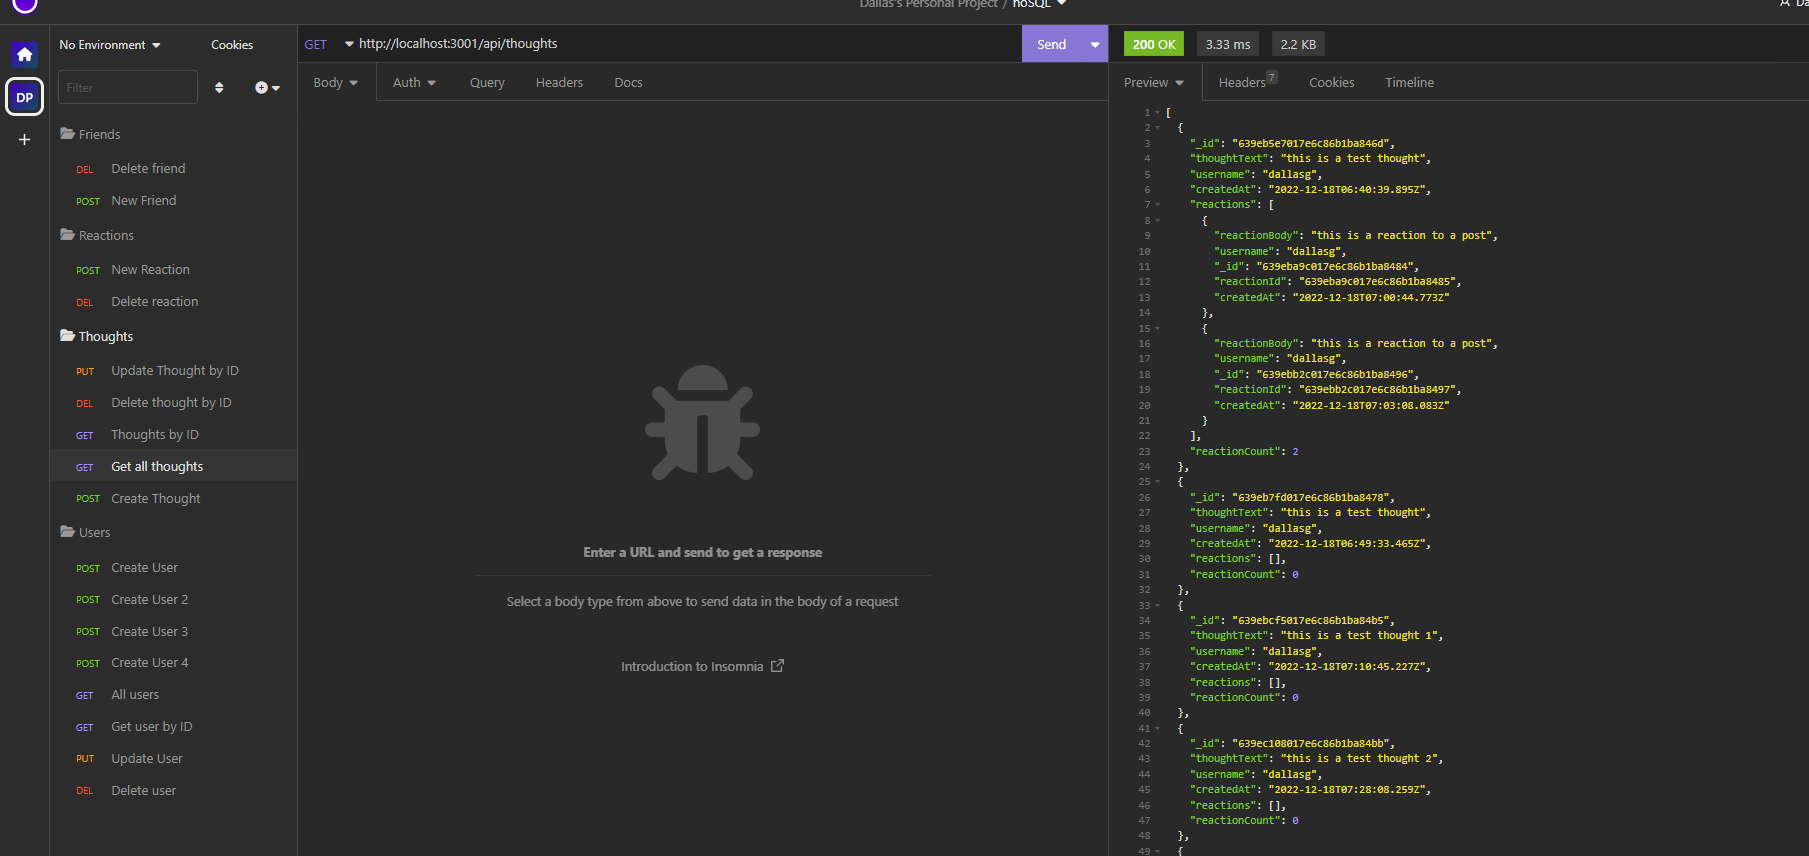 Dallas's Personal Project / noSQL
No Environment
Cookies
DP
Filter
Friends
DEL Delete friend
POST New Friend
Reactions
POST New Reaction
DEL Delete reaction
Thoughts
PUT Update Thought by ID
DEL Delete thought by ID
GET Thoughts by ID
GET Get all thoughts
POST Create Thought
Users
POST Create User
POST Create User 2
POST Create User 3
POST Create User 4
GET All users
GET Get user by ID
PUT Update User
DEL Delete user
GET http://localhost:3001/api/thoughts
Send
Body Auth Query Headers Docs
Enter a URL and send to get a response
Select a body type from above to send data in the body of a request
Introduction to Insomnia
200 OK 3.33 ms 2.2 KB
Preview Headers 7 Cookies Timeline
1 [
2 {
3 "_id": "639eb5e7017e6c86b1ba846d",
4 "thoughtText": "this is a test thought",
5 "username": "dallasg",
6 "createdAt": "2022-12-18T06:40:39.895Z",
7 "reactions": [
8 {
9 "reactionBody": "this is a reaction to a post",
10 "username": "dallasg",
11 "_id": "639eba9c017e6c86b1ba8484",
12 "reactionId": "639eba9c017e6c86b1ba8485",
13 "createdAt": "2022-12-18T07:00:44.773Z"
14 },
15 {
16 "reactionBody": "this is a reaction to a post",
17 "username": "dallasg",
18 "_id": "639ebb2c017e6c86b1ba8496",
19 "reactionId": "639ebb2c017e6c86b1ba8497",
20 "createdAt": "2022-12-18T07:03:08.083Z"
21 }
22 ],
23 "reactionCount": 2
24 },
25 {
26 "_id": "639eb7fd017e6c86b1ba8478",
27 "thoughtText": "this is a test thought",
28 "username": "dallasg",
29 "createdAt": "2022-12-18T06:49:33.465Z",
30 "reactions": [],
31 "reactionCount": 0
32 },
33 {
34 "_id": "639ebcf5017e6c86b1ba84b5",
35 "thoughtText": "this is a test thought 1",
36 "username": "dallasg",
37 "createdAt": "2022-12-18T07:10:45.227Z",
38 "reactions": [],
39 "reactionCount": 0
40 },
41 {
42 "_id": "639ec108017e6c86b1ba84bb",
43 "thoughtText": "this is a test thought 2",
44 "username": "dallasg",
45 "createdAt": "2022-12-18T07:28:08.259Z",
46 "reactions": [],
47 "reactionCount": 0
48 },
49 {